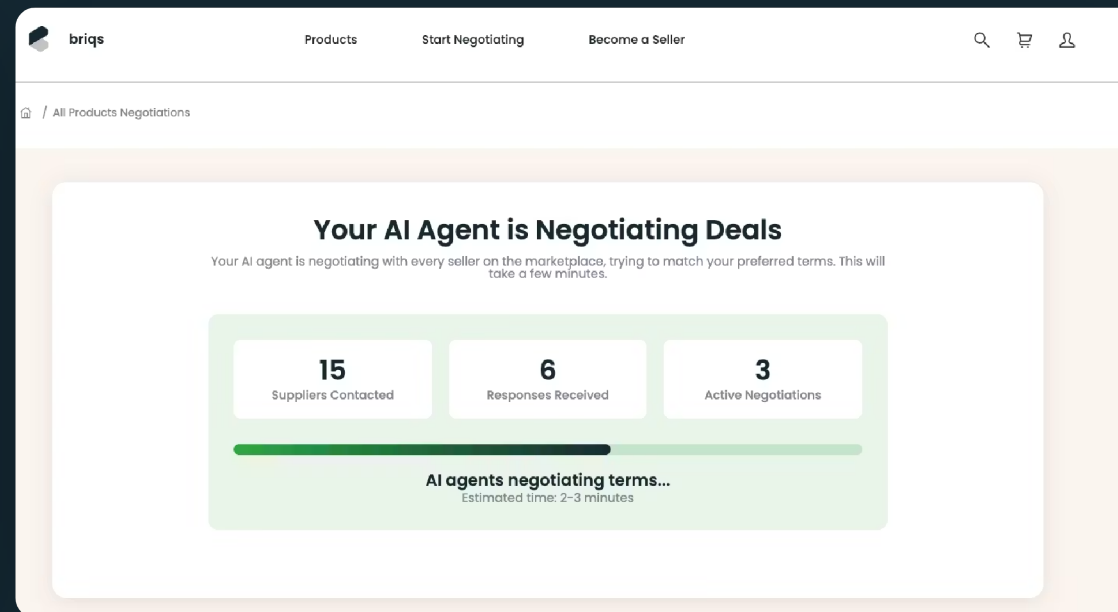 briqs
Products
Start Negotiating
Become a Seller
/ All Products Negotiations
Your AI Agent is Negotiating Deals
Your AI agent is negotiating with every seller on the marketplace, trying to match your preferred terms. This will
take a few minutes.
15
Suppliers Contacted
6
Responses Received
3
Active Negotiations
AI agents negotiating terms...
Estimated time: 2-3 minutes